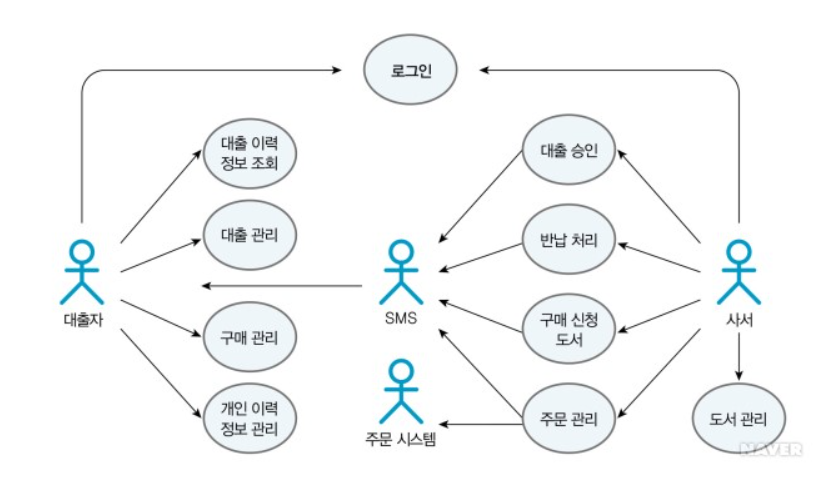 로그인
대출 이력
정보 조회
대출 승인
대출 관리
반납 처리
대출자
SMS
사서
구매 관리
구매 신청
도서
개인 이력
정보 관리
주문 시스템
주문 관리
도서 관리
NAVER